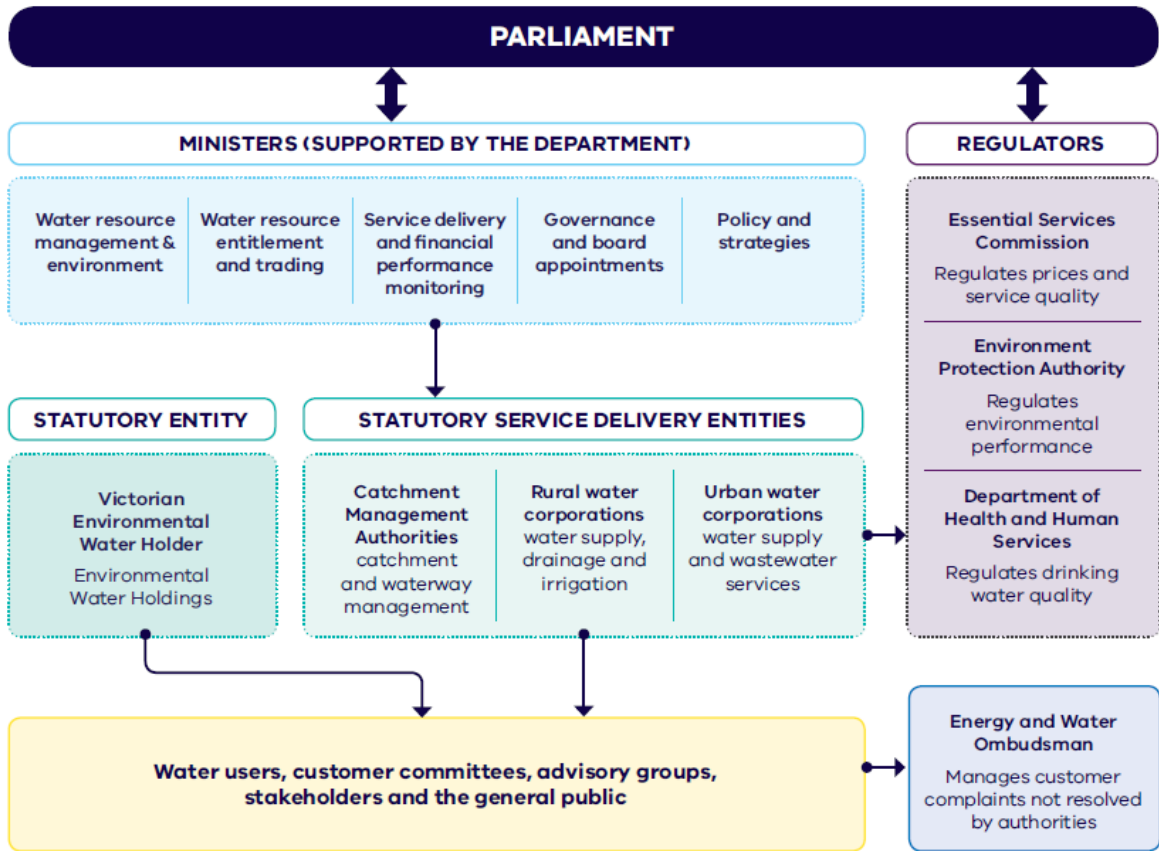 PARLIAMENT
MINISTERS (SUPPORTED BY THE DEPARTMENT)
Water resource
management &
environment
Water resource
entitlement
and trading
Service delivery
and financial
performance
monitoring
Governance
and board
appointments
Policy and
strategies
REGULATORS
Essential Services
Commission
Regulates prices and
service quality
Environment
Protection Authority
Regulates
environmental
performance
Department of
Health and Human
Services
Regulates drinking
water quality
STATUTORY ENTITY
Victorian
Environmental
Water Holder
Environmental
Water Holdings
STATUTORY SERVICE DELIVERY ENTITIES
Catchment
Management
Authorities
catchment
and waterway
management
Rural water
corporations
water supply,
drainage and
irrigation
Urban water
corporations
water supply
and wastewater
services
Water users, customer committees, advisory groups,
stakeholders and the general public
Energy and Water
Ombudsman
Manages customer
complaints not resolved
by authorities